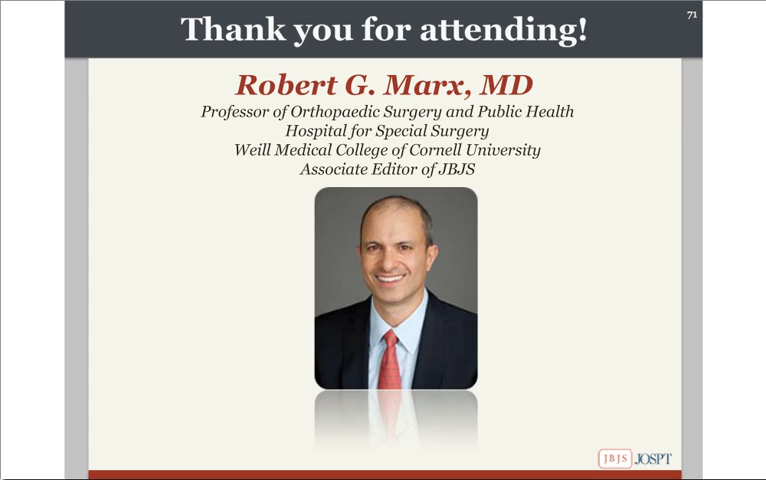 Thank you for attending!
71
Robert G. Marx, MD
Professor of Orthopaedic Surgery and Public Health
Hospital for Special Surgery
Weill Medical College of Cornell University
Associate Editor of JBJS
JBJS JOSPT